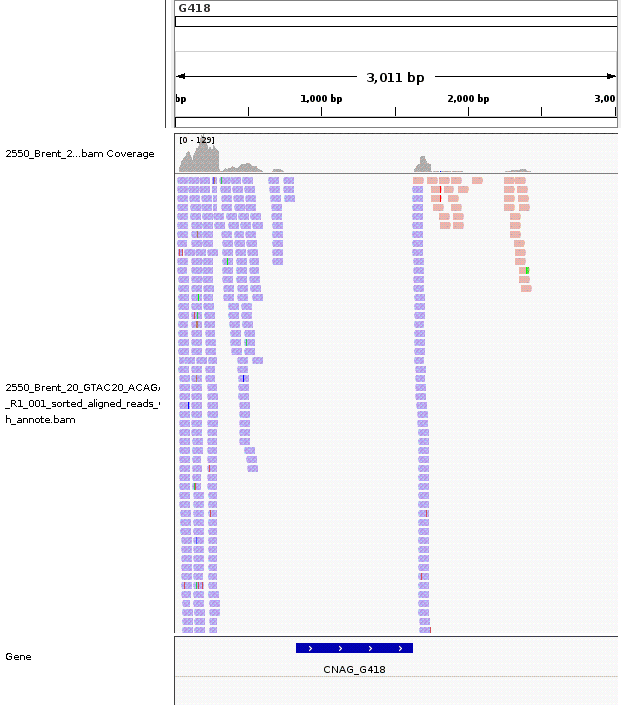 G418
3,011 bp
bp 1,000 bp 2,000 bp 3,00
[0 - 129]
2550_Brent_2...bam Coverage
2550_Brent_20_GTAC20_ACAG
_R1_001_sorted_aligned_reads_
h_annote.bam
Gene
CNAG_G418